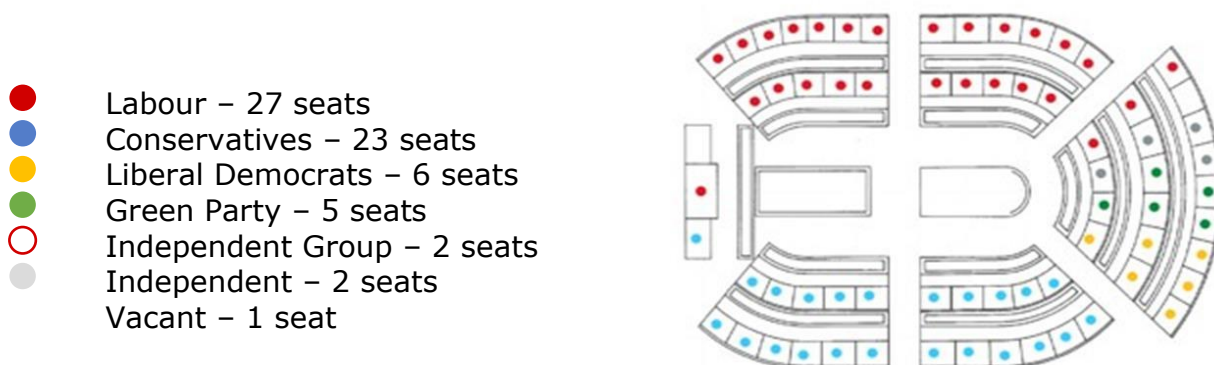 Labour – 27 seats
Conservatives – 23 seats
Liberal Democrats – 6 seats
Green Party – 5 seats
Independent Group – 2 seats
Independent – 2 seats
Vacant – 1 seat